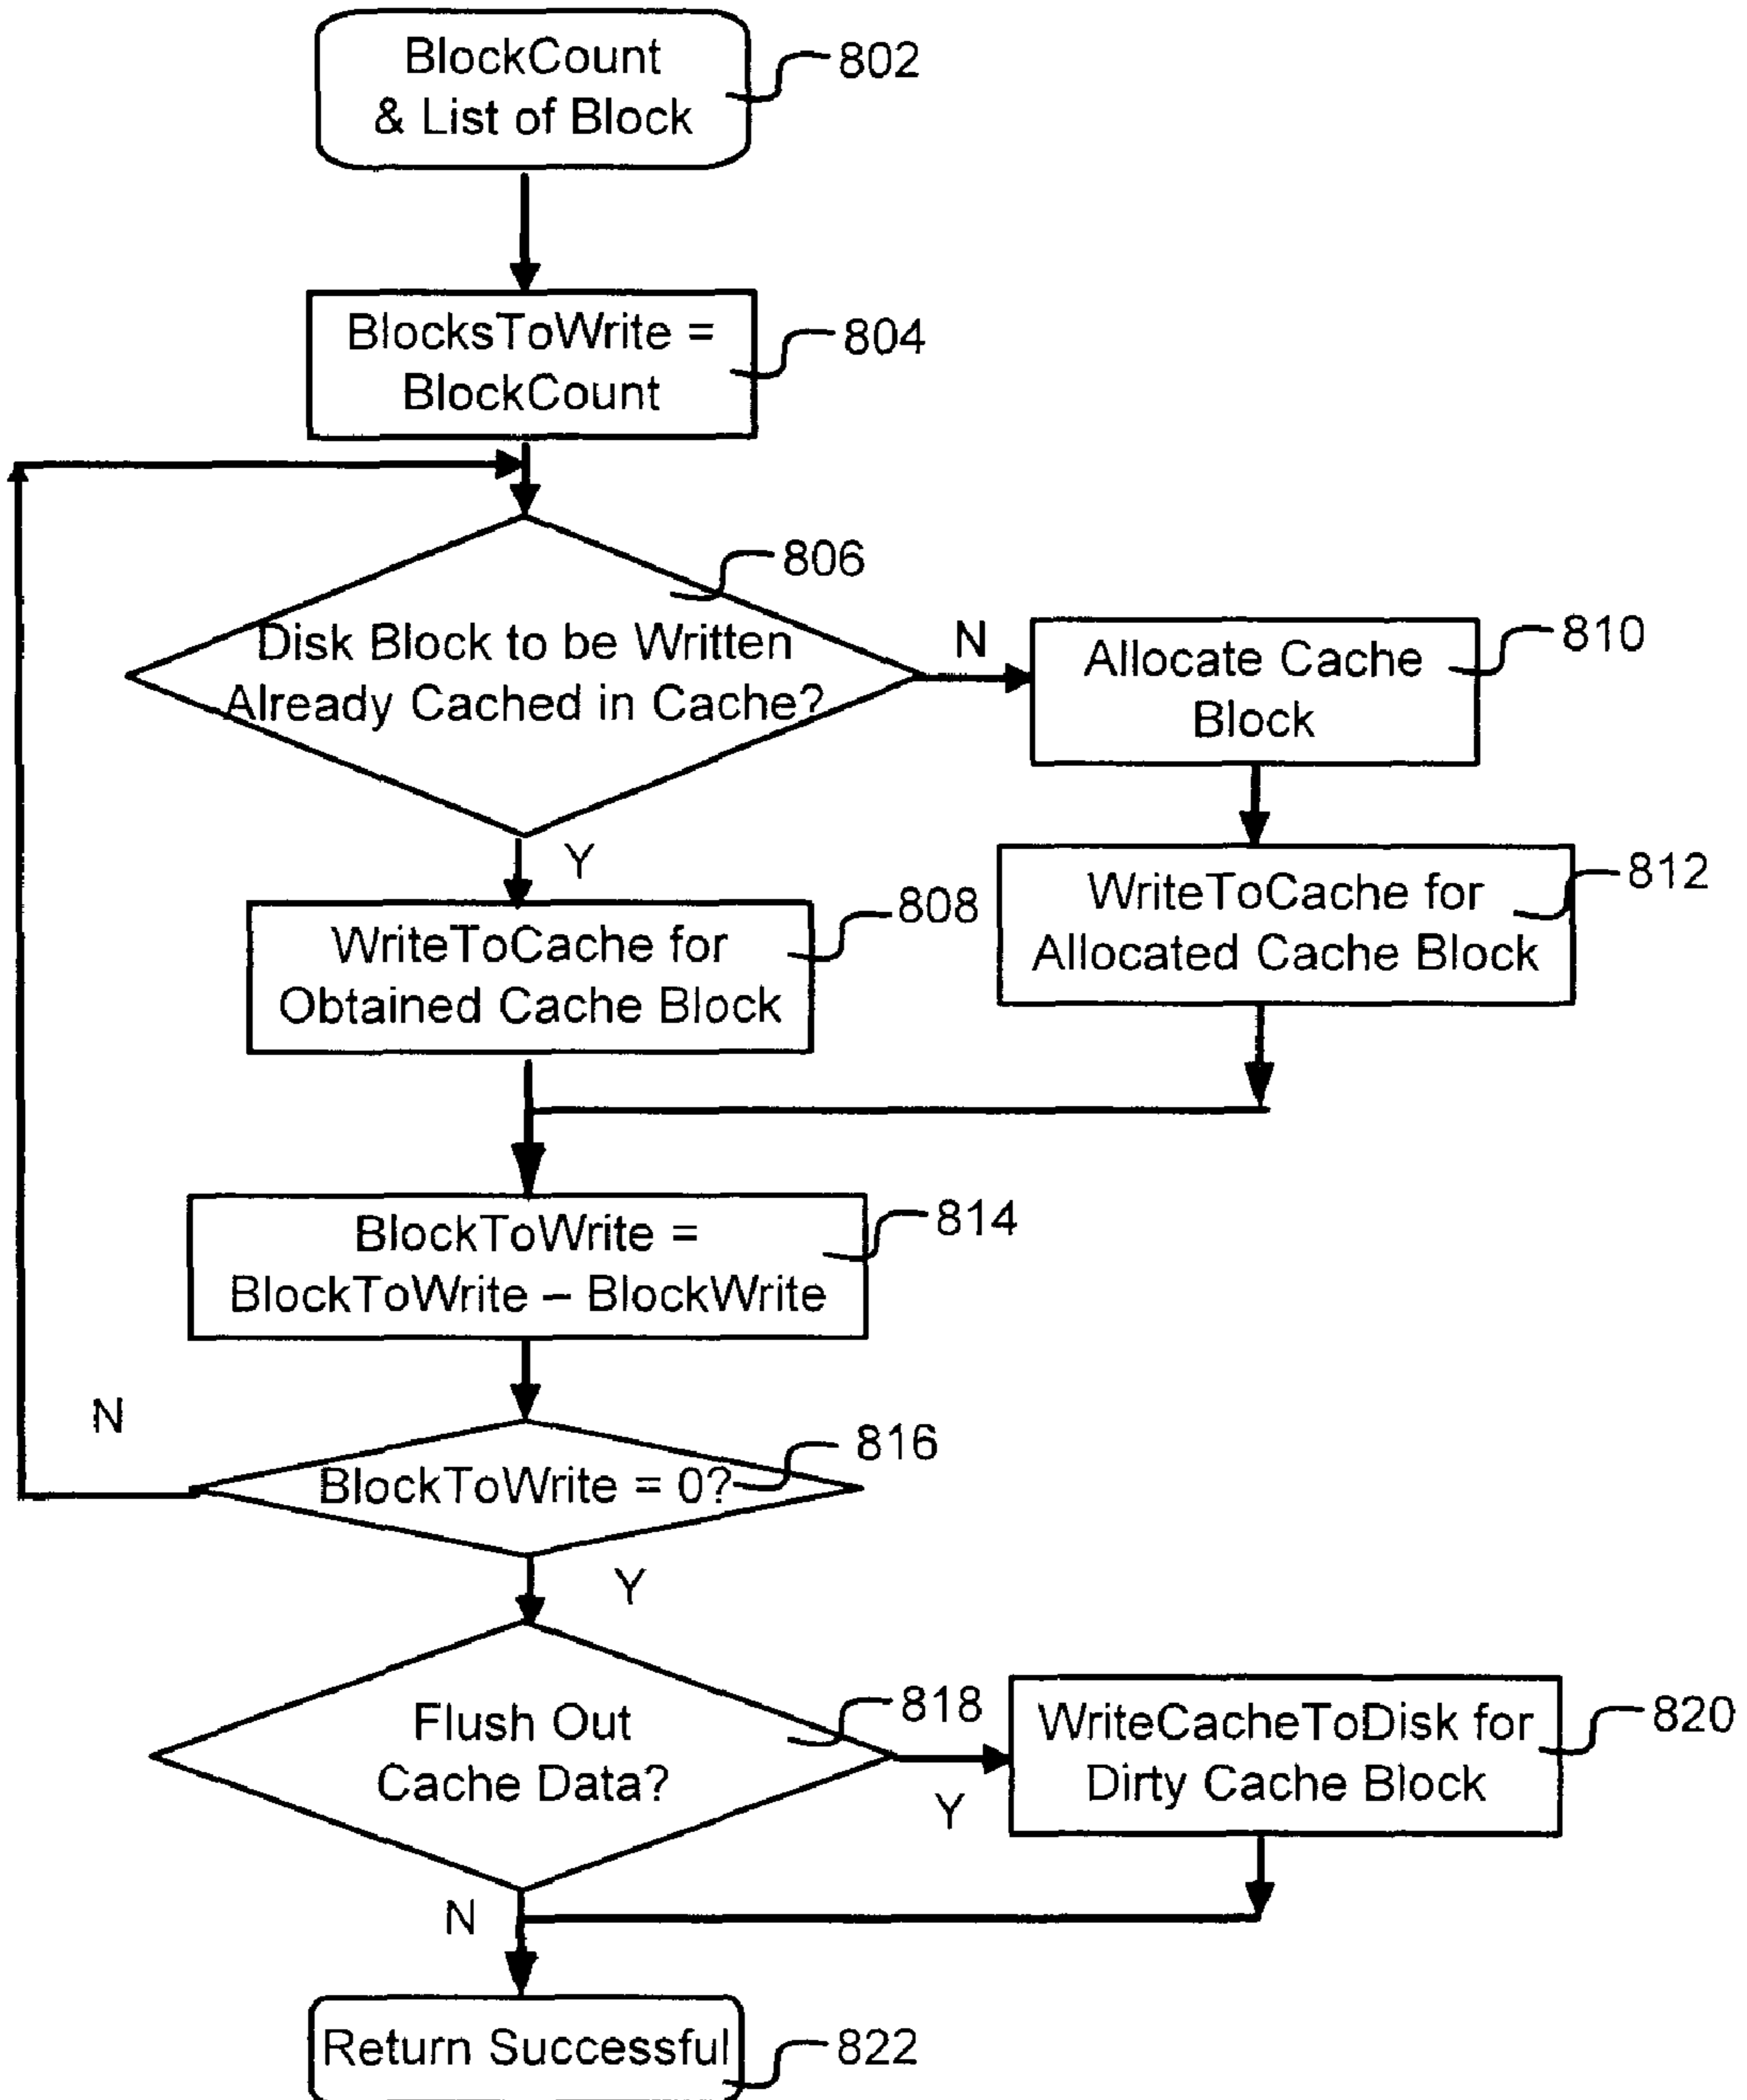 BlockCount
& List of Block
802
BlocksToWrite =
BlockCount
804
806
Disk Block to be Written
Already Cached in Cache?
N
Allocate Cache
Block
810
Y
WriteToCache for
Obtained Cache Block
808
WriteToCache for
Allocated Cache Block
812
BlockToWrite =
BlockToWrite – BlockWrite
814
N
BlockToWrite = 0?
816
Y
Flush Out
Cache Data?
818
Y
WriteCacheToDisk for
Dirty Cache Block
820
N
Return Successful
822